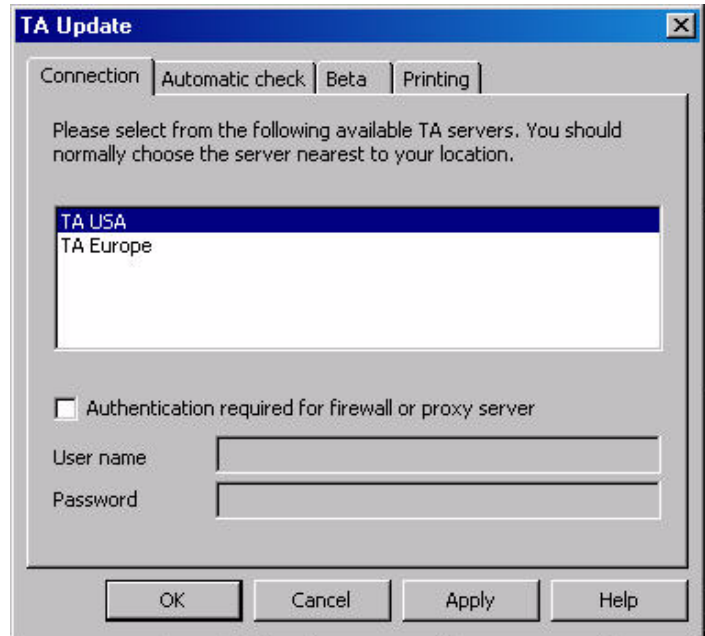 TA Update
Connection Automatic check Beta Printing
Please select from the following available TA servers. You should
normally choose the server nearest to your location.
TA USA
TA Europe
Authentication required for firewall or proxy server
User name
Password
OK Cancel Apply Help